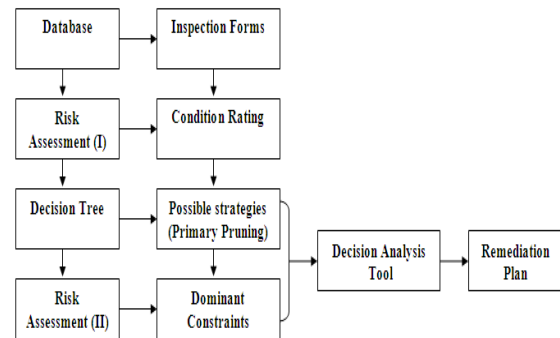 Database
Inspection Forms
Risk
Assessment (I)
Condition Rating
Decision Tree
Possible strategies
(Primary Pruning)
Decision Analysis
Tool
Remediation
Plan
Risk
Assessment (II)
Dominant
Constraints